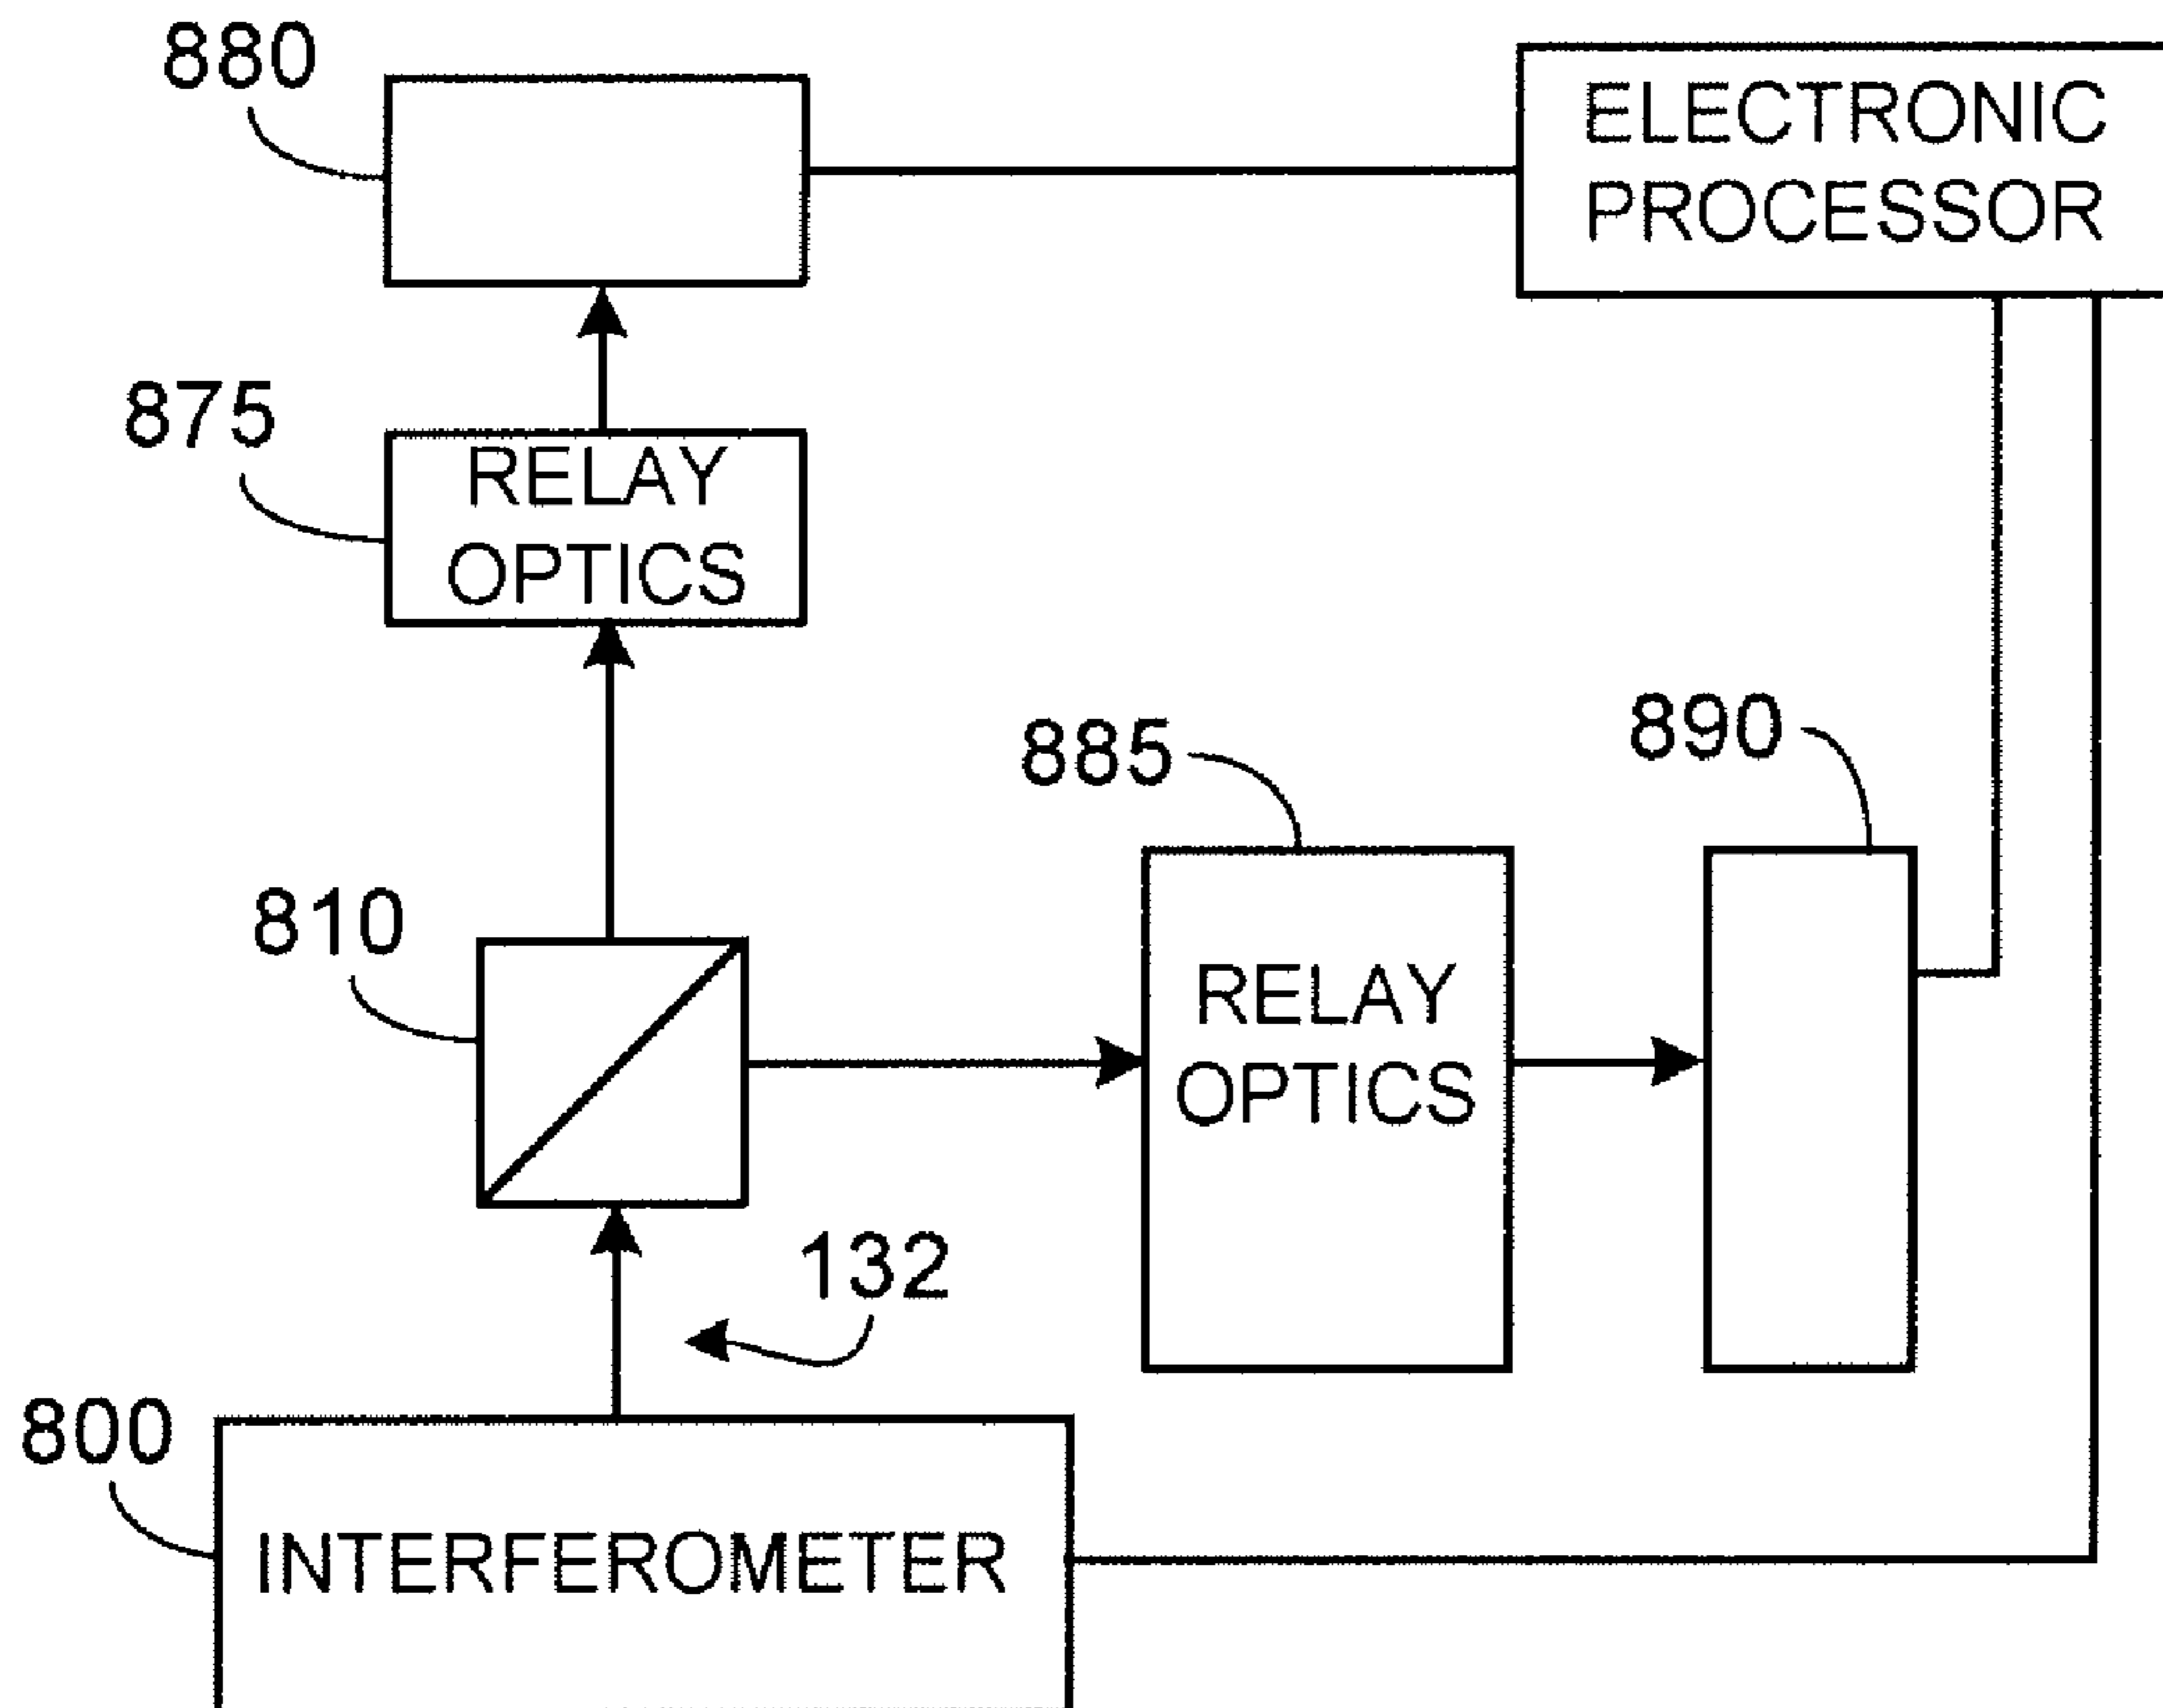 880
ELECTRONIC
PROCESSOR
875
RELAY
OPTICS
885
890
810
RELAY
OPTICS
132
800
INTERFEROMETER